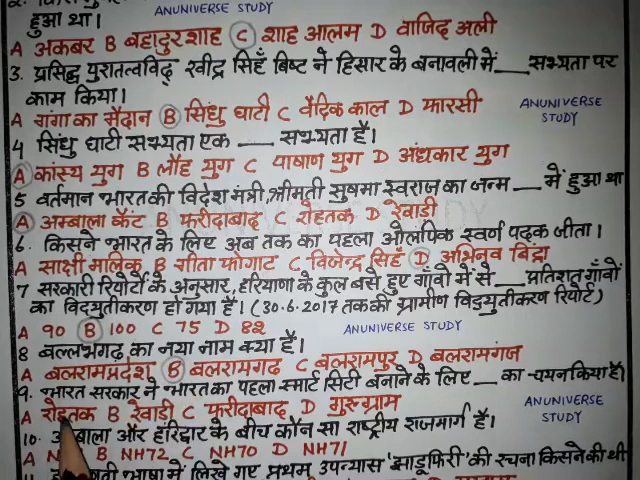 ANUNIVERSE STUDY
हुआ था।
A अकबर B बहादुरशाह C शाह आलम D वाजिद अली
3. प्रसिद्ध पुरातत्वविद् रवीद्र सिहँ बिष्ट ने हिसार के बनावली में ___ सभ्यता पर
काम किया।
A गंगा का मैदान B सिंधु घाटी C वैदिक काल D फारसी
ANUNIVERSE STUDY
4 सिंधु घाटी सभ्यता एक ___ सभ्यता है।
A कांस्य युग B लौह युग C पाषाण युग D अंधकार युग
5 वर्तमान भारत की विदेश मंत्री, श्रीमती सुषमा स्वराज का जन्म ___ में हुआ था
A अम्बाला कैंट B फरीदाबाद C रोहतक D रेवाड़ी
6. किसने भारत के लिए अब तक का पहला ओलंपिक स्वर्ण पदक जीता।
A साक्षी मालिक B गीता फोगाट C विजेन्द्र सिहँ D अभिनव बिंद्रा
7 सरकारी रिपोर्टो के अनुसार, हरियाणा के कुल बसे हुए गाँवो में से ___ प्रतिशत गाँवों
का विद्युतीकरण हो गया है। (30.6.2017 तक की ग्रामीण विद्युतीकरण रिपोर्ट)
A 90 B 100 C 75 D 82
ANUNIVERSE STUDY
8 बल्लभगढ़ का नया नाम क्या है।
A बलरामप्रदेश B बलरामगढ C बलरामपुर D बलरामगंज
9. भारत सरकार ने भारत का पहला स्मार्ट सिटी बनाने के लिए ___ का चयन किया है।
A रोहतक B रेवाड़ी C फरीदाबाद D गुरुग्राम
ANUNIVERSE STUDY
10. अम्बाला और हरिद्वार के बीच कौन सा राष्ट्रीय राजमार्ग है।
A B NH72 C NH70 D NH71
भाषा में लिखे गए प्रथम उपन्यास 'झाडूफिरी' की रचना किसने की थी